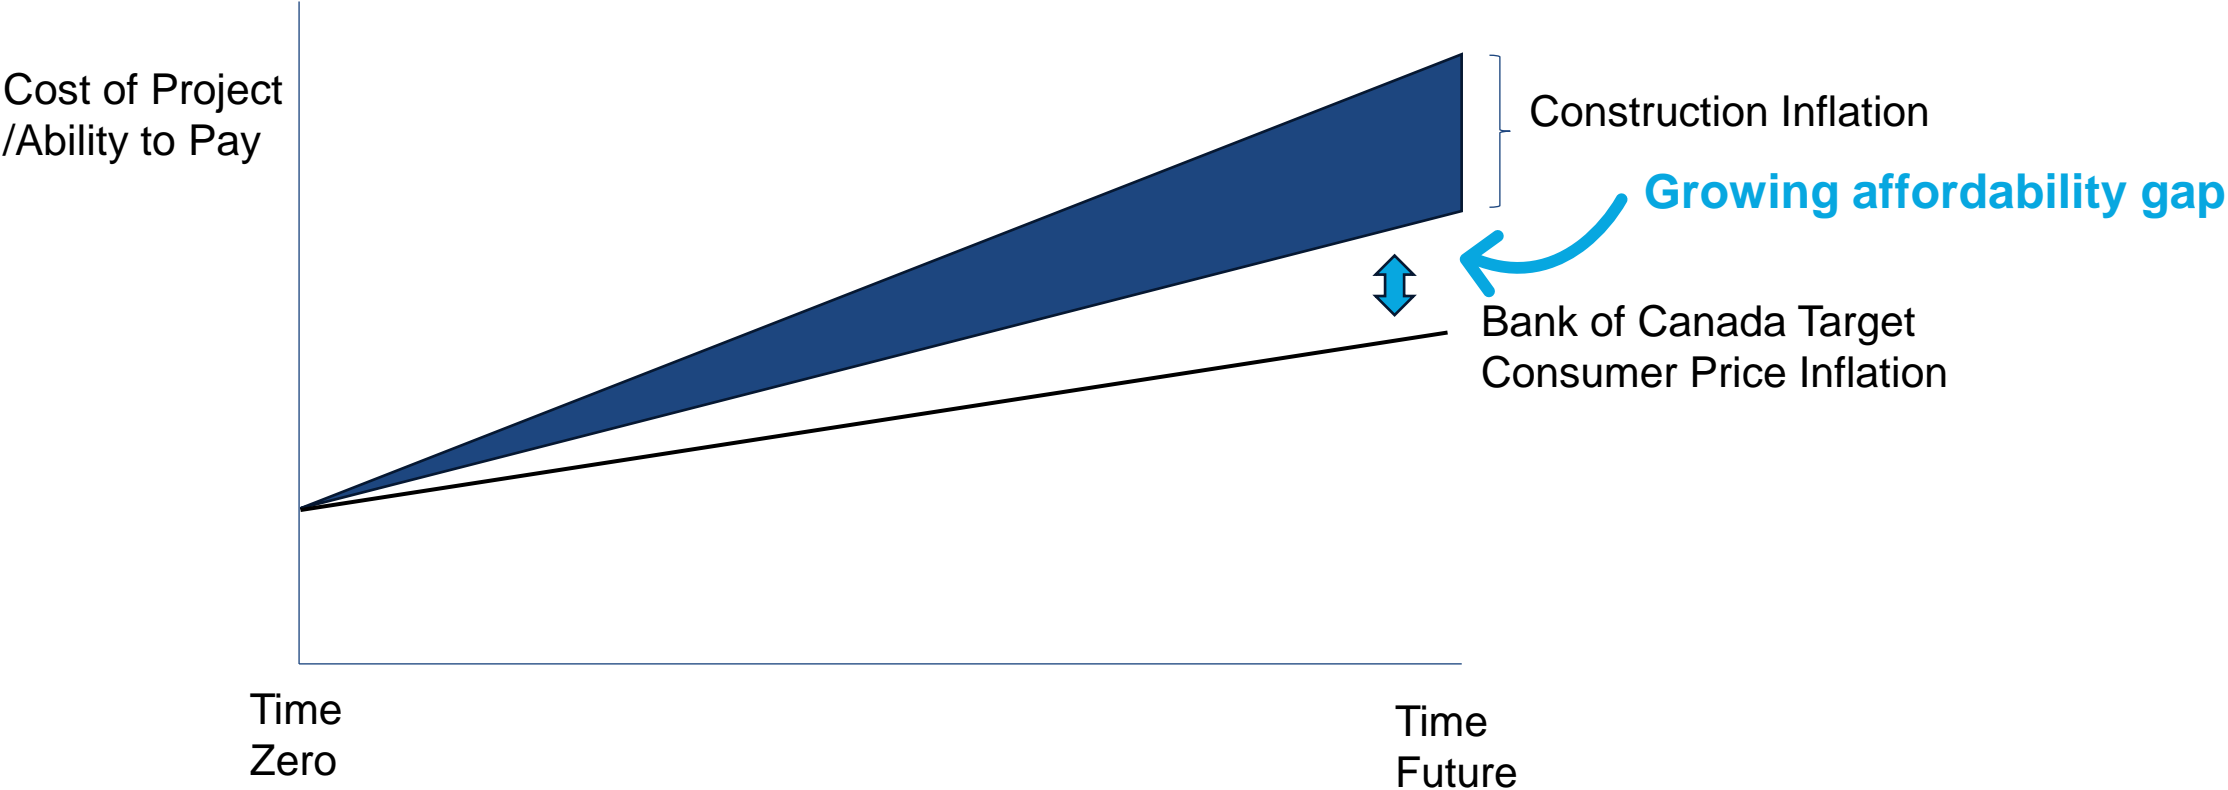 Cost of Project
/Ability to Pay
Construction Inflation
Growing affordability gap
Bank of Canada Target
Consumer Price Inflation
Time
Zero
Time
Future